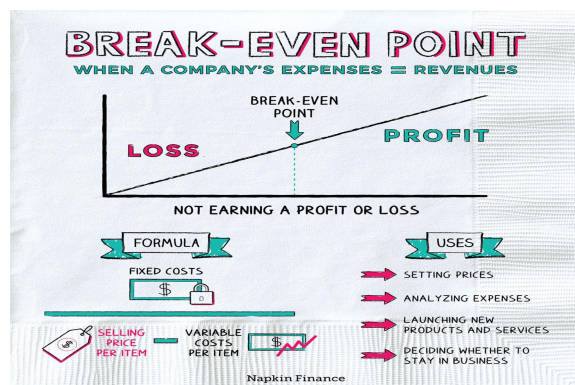 BREAK-EVEN POINT
WHEN A COMPANY'S EXPENSES = REVENUES
BREAK-EVEN
POINT
LOSS
PROFIT
NOT EARNING A PROFIT OR LOSS
FORMULA
FIXED COSTS
$
SELLING
PRICE
PER ITEM
$
VARIABLE
COSTS
PER ITEM
$
USES
SETTING PRICES
ANALYZING EXPENSES
LAUNCHING NEW
PRODUCTS AND SERVICES
DECIDING WHETHER TO
STAY IN BUSINESS
Napkin Finance